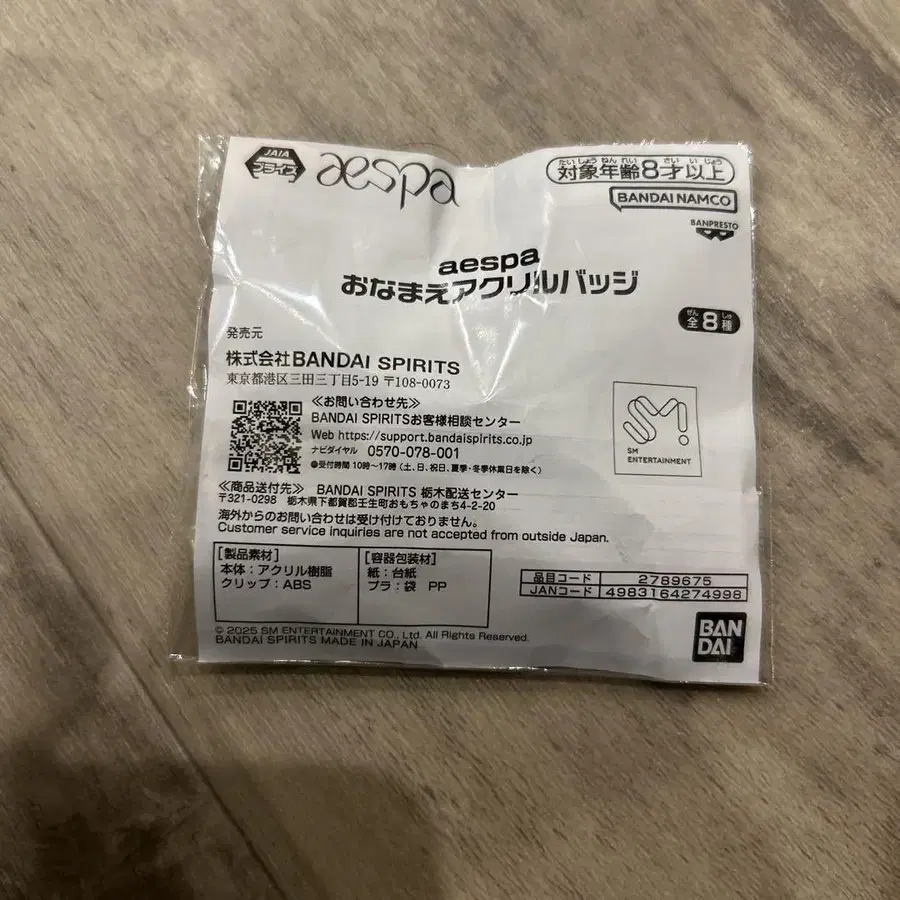 JAIA
プライズ
aespa
たいしょうねんれい さいいじょう
対象年齢8才以上
BANDAI NAMCO
BANPRESTO
aespa
おなまえアクリルバッジ
ぜん しゅ
全8種
発売元
株式会社BANDAI SPIRITS
東京都港区三田三丁目5-19 〒108-0073
≪お問い合わせ先≫
BANDAI SPIRITSお客様相談センター
Web https://support.bandaispirits.co.jp
ナビダイヤル 0570-078-001
●受付時間 10時~17時 (土、日、祝日、夏季・冬季休業日を除く)
SM!
SM
ENTERTAINMENT
≪商品送付先≫ BANDAI SPIRITS 栃木配送センター
〒321-0298 栃木県下都賀郡壬生町おもちゃのまち4-2-20
海外からのお問い合わせは受け付けておりません。
Customer service inquiries are not accepted from outside Japan.
[製品素材]
本体:アクリル樹脂
クリップ:ABS
[容器包装材]
紙:台紙
プラ:袋 PP
品目コード 2789675
JANコード 4983164274998
© 2025 SM ENTERTAINMENT CO., Ltd. All Rights Reserved.
BANDAI SPIRITS MADE IN JAPAN
BAN
DAI